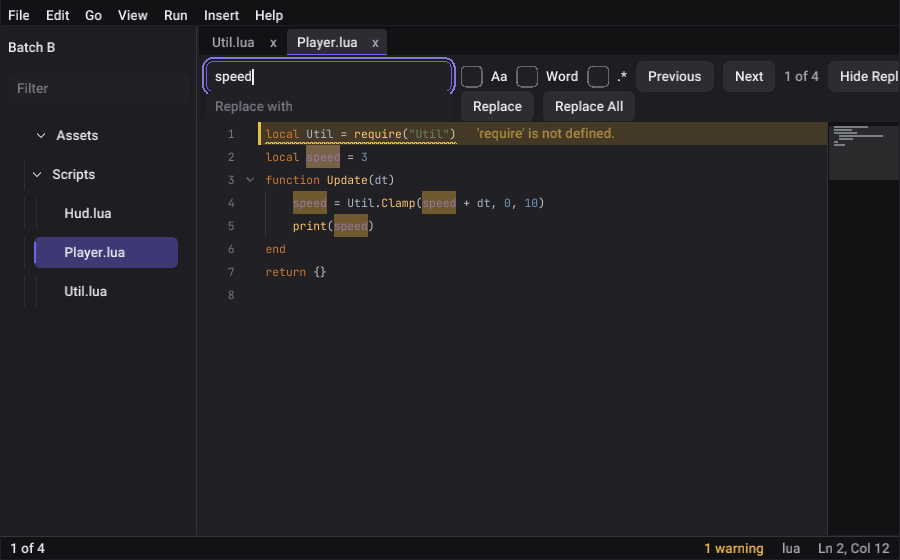 File Edit Go View Run Insert Help
Batch B
Util.lua x Player.lua x
Filter
speed
Aa Word .* Previous Next 1 of 4 Hide Repl
Replace with Replace Replace All
Assets
Scripts
Hud.lua
Player.lua
Util.lua
1 local Util = require("Util") 'require' is not defined.
2 local speed = 3
3 function Update(dt)
4 speed = Util.Clamp(speed + dt, 0, 10)
5 print(speed)
6 end
7 return {}
8
1 of 4 1 warning lua Ln 2, Col 12